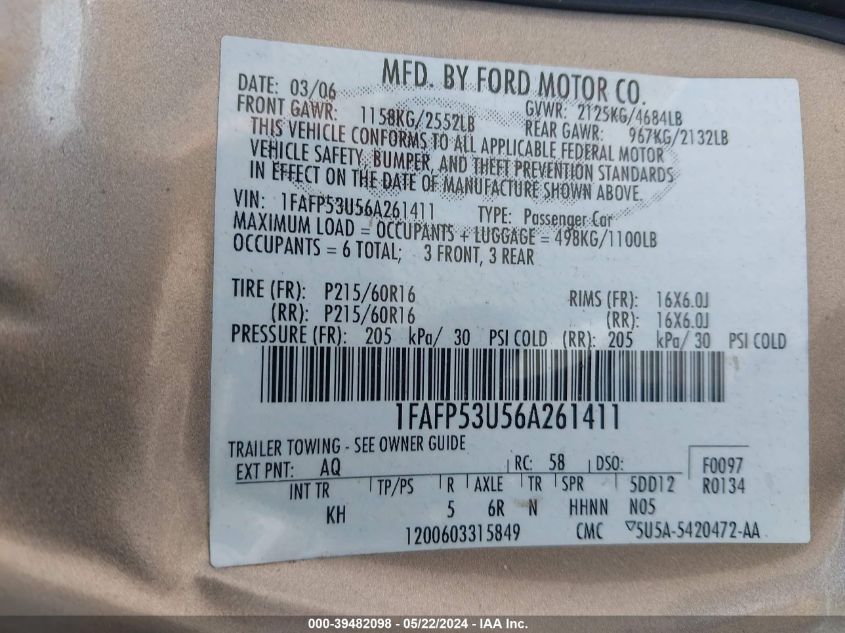 MFD. BY FORD MOTOR CO.
DATE: 03/06 GVWR: 2125KG/4684LB
FRONT GAWR: 1158KG/2552LB REAR GAWR: 967KG/2132LB
THIS VEHICLE CONFORMS TO ALL APPLICABLE FEDERAL MOTOR
VEHICLE SAFETY, BUMPER, AND THEFT PREVENTION STANDARDS
IN EFFECT ON THE DATE OF MANUFACTURE SHOWN ABOVE.
VIN: 1FAFP53U56A261411 TYPE: Passenger Car
MAXIMUM LOAD = OCCUPANTS + LUGGAGE = 498KG/1100LB
OCCUPANTS = 6 TOTAL; 3 FRONT, 3 REAR
TIRE (FR): P215/60R16 RIMS (FR): 16X6.0J
(RR): P215/60R16 (RR): 16X6.0J
PRESSURE (FR): 205 kPa/ 30 PSI COLD (RR): 205 kPa/ 30 PSI COLD
1FAFP53U56A261411
TRAILER TOWING - SEE OWNER GUIDE
EXT PNT: AQ RC: 58 DSO: F0097
INT TR TP/PS R AXLE TR SPR 5DD12 R0134
KH 5 6R N HHNN N05
1200603315849 CMC ▽5U5A-5420472-AA
000-39482098 - 05/22/2024 - IAA Inc.